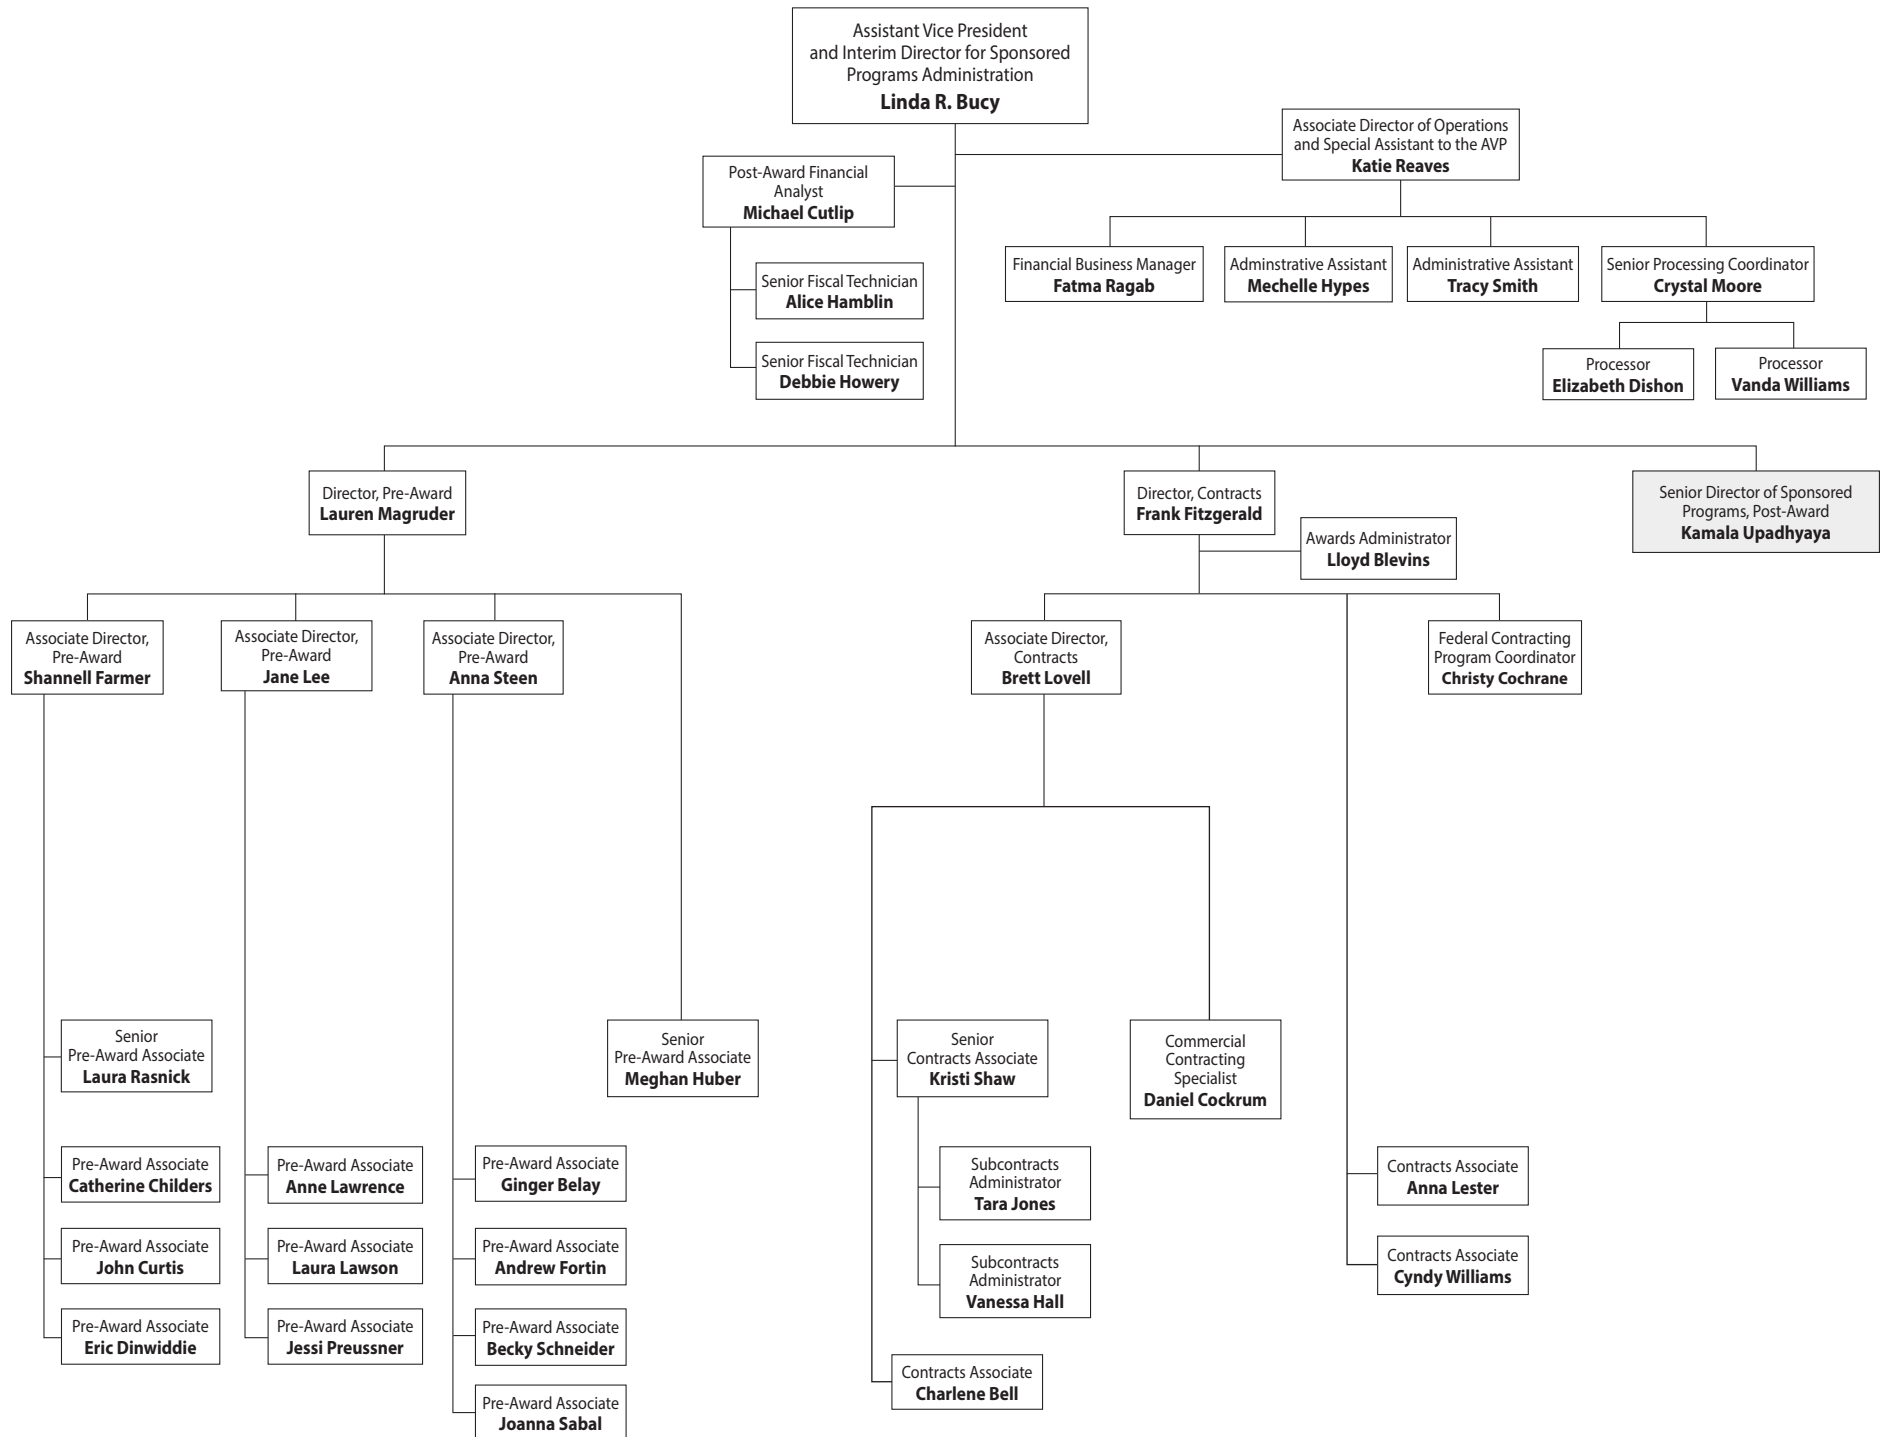 Assistant Vice President
and Interim Director for Sponsored
Programs Administration
Linda R. Bucy
Associate Director of Operations
and Special Assistant to the AVP
Katie Reaves
Post-Award Financial
Analyst
Michael Cutlip
Financial Business Manager
Fatma Ragab
Adminstrative Assistant
Mechelle Hypes
Administrative Assistant
Tracy Smith
Senior Processing Coordinator
Crystal Moore
Senior Fiscal Technician
Alice Hamblin
Senior Fiscal Technician
Debbie Howery
Processor
Elizabeth Dishon
Processor
Vanda Williams
Director, Pre-Award
Lauren Magruder
Director, Contracts
Frank Fitzgerald
Senior Director of Sponsored
Programs, Post-Award
Kamala Upadhyaya
Awards Administrator
Lloyd Blevins
Associate Director,
Pre-Award
Shannell Farmer
Associate Director,
Pre-Award
Jane Lee
Associate Director,
Pre-Award
Anna Steen
Associate Director,
Contracts
Brett Lovell
Federal Contracting
Program Coordinator
Christy Cochrane
Senior
Pre-Award Associate
Laura Rasnick
Senior
Pre-Award Associate
Meghan Huber
Senior
Contracts Associate
Kristi Shaw
Commercial
Contracting
Specialist
Daniel Cockrum
Pre-Award Associate
Catherine Childers
Pre-Award Associate
Anne Lawrence
Pre-Award Associate
Ginger Belay
Subcontracts
Administrator
Tara Jones
Contracts Associate
Anna Lester
Pre-Award Associate
John Curtis
Pre-Award Associate
Laura Lawson
Pre-Award Associate
Andrew Fortin
Subcontracts
Administrator
Vanessa Hall
Contracts Associate
Cyndy Williams
Pre-Award Associate
Eric Dinwiddie
Pre-Award Associate
Jessi Preussner
Pre-Award Associate
Becky Schneider
Contracts Associate
Charlene Bell
Pre-Award Associate
Joanna Sabal